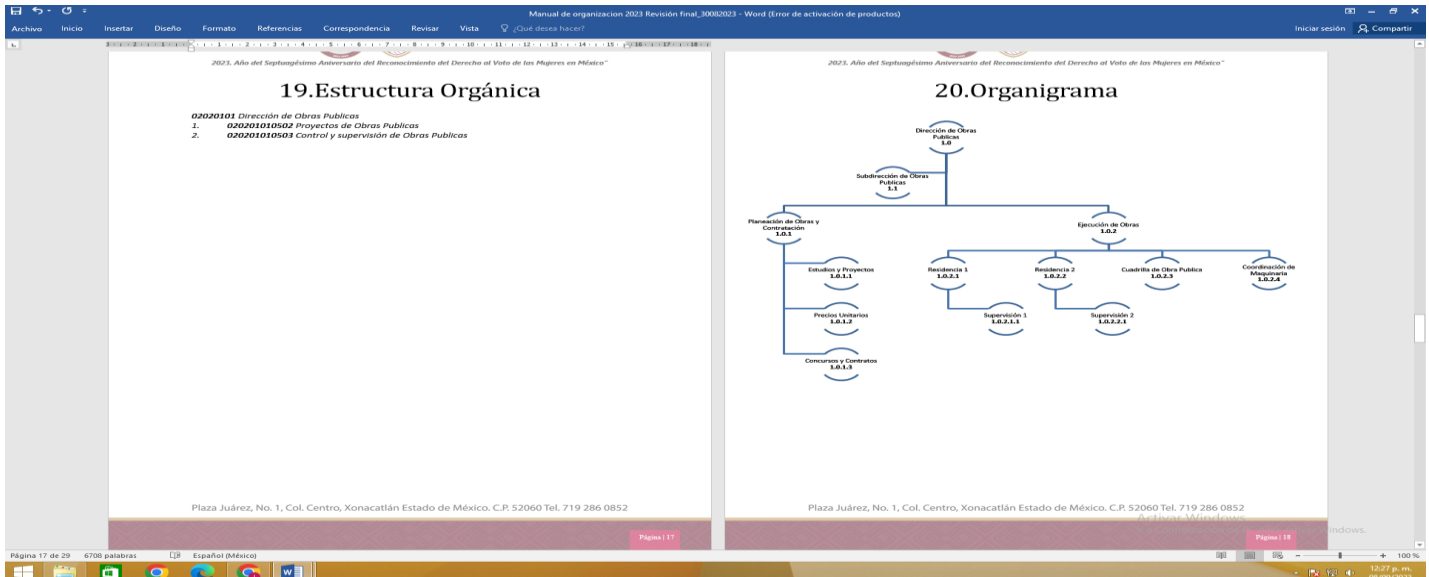 Manual de organizacion 2023 Revisión final_30082023 - Word (Error de activación de productos)
Archivo Inicio Insertar Diseño Formato Referencias Correspondencia Revisar Vista ¿Qué desea hacer? Iniciar sesión Compartir
2023. Año del Septuagésimo Aniversario del Reconocimiento del Derecho al Voto de las Mujeres en México"
19.Estructura Orgánica
02020101 Dirección de Obras Publicas
1. 020201010502 Proyectos de Obras Publicas
2. 020201010503 Control y supervisión de Obras Publicas
Plaza Juárez, No. 1, Col. Centro, Xonacatlán Estado de México. C.P. 52060 Tel. 719 286 0852
Página | 17
2023. Año del Septuagésimo Aniversario del Reconocimiento del Derecho al Voto de las Mujeres en México"
20.Organigrama
Dirección de Obras
Publicas
1.0
Subdirección de Obras
Publicas
1.1
Planeación de Obras y
Contratación
1.0.1
Ejecución de Obras
1.0.2
Estudios y Proyectos
1.0.1.1
Precios Unitarios
1.0.1.2
Concursos y Contratos
1.0.1.3
Residencia 1
1.0.2.1
Residencia 2
1.0.2.2
Cuadrilla de Obra Publica
1.0.2.3
Coordinación de
Maquinaria
1.0.2.4
Supervisión 1
1.0.2.1.1
Supervisión 2
1.0.2.2.1
Plaza Juárez, No. 1, Col. Centro, Xonacatlán Estado de México. C.P. 52060 Tel. 719 286 0852
Activar Windows
indows.
Página | 18
Página 17 de 29 6708 palabras Español (México) 100 %
12:27 p. m.